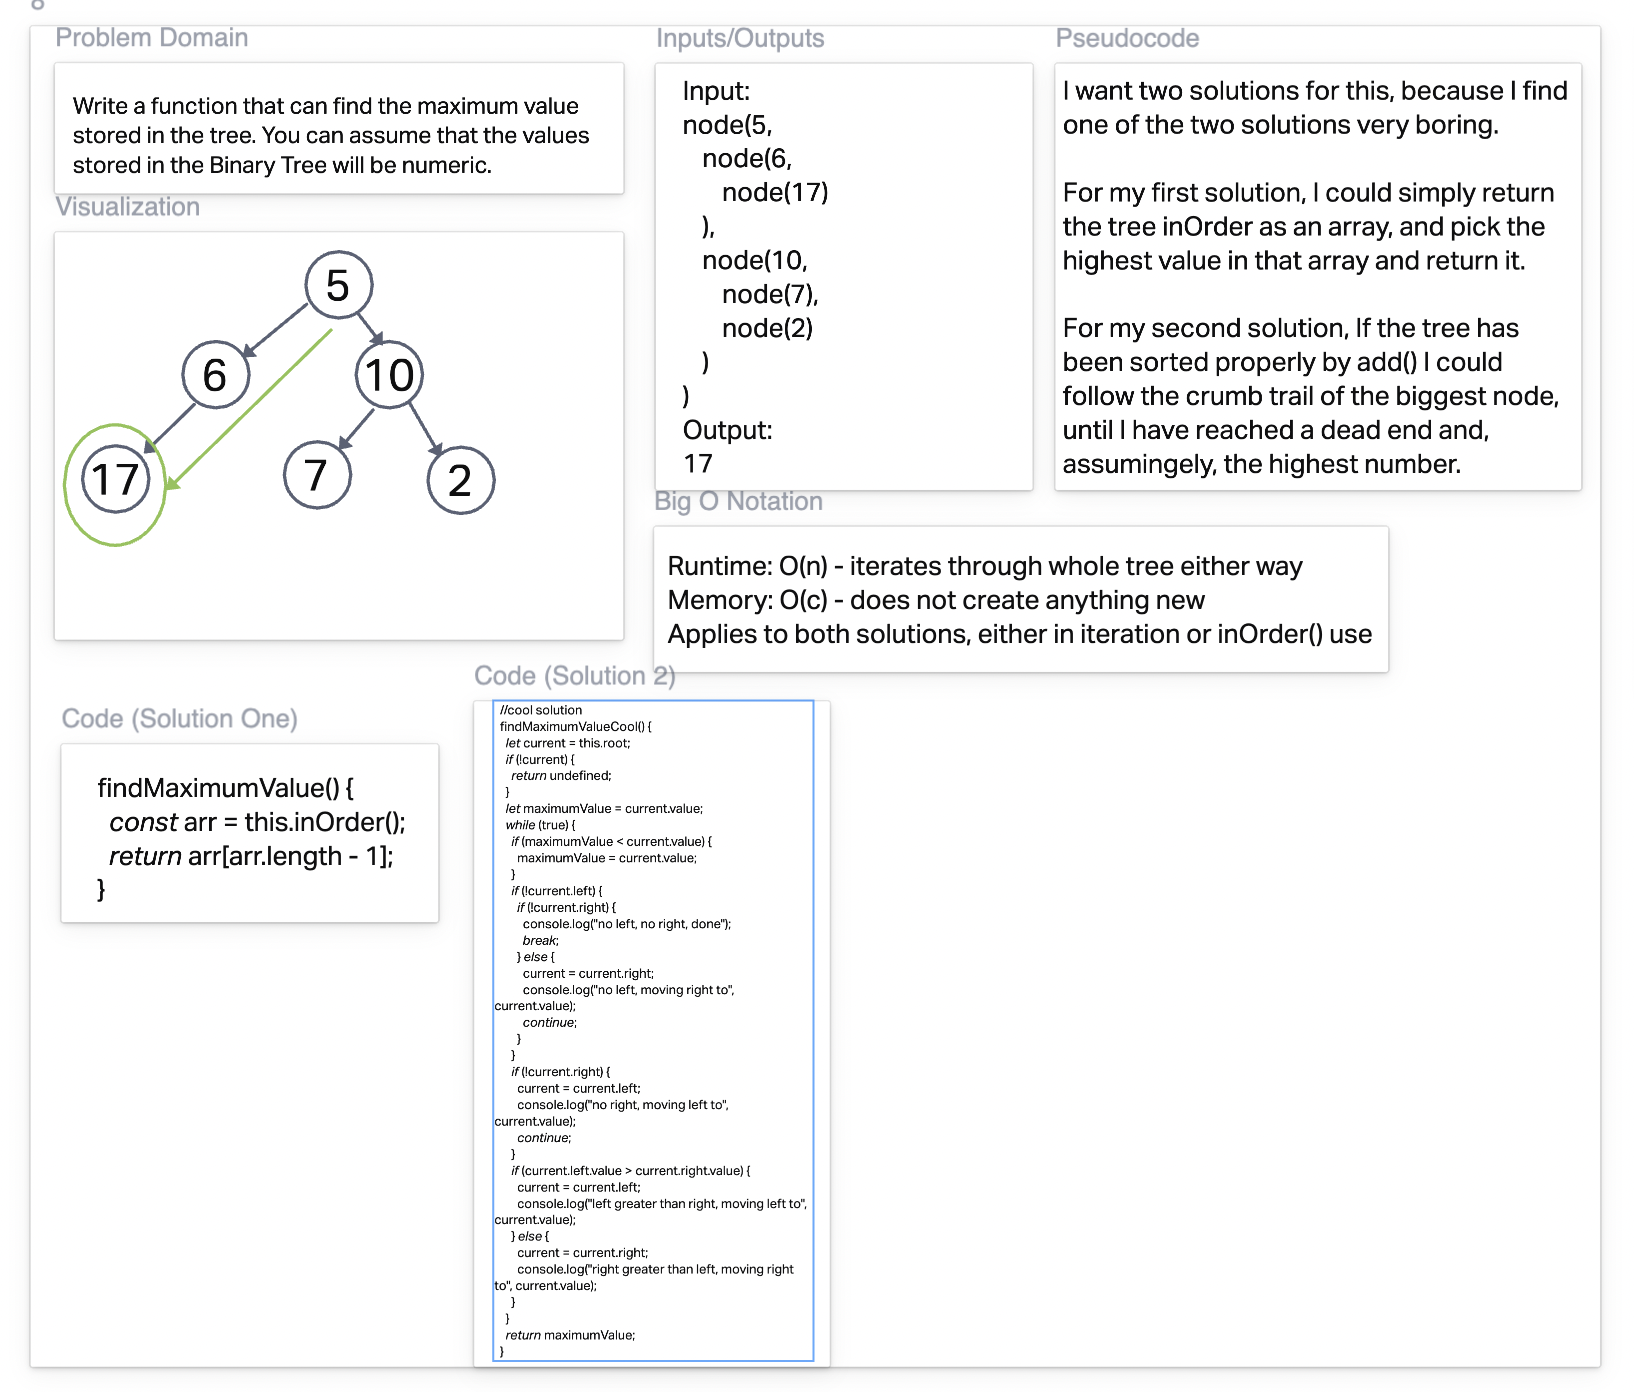 Problem Domain
Write a function that can find the maximum value
stored in the tree. You can assume that the values
stored in the Binary Tree will be numeric.
Visualization
5
6
10
17
7
2
Inputs/Outputs
Input:
node(5,
node(6,
node(17)
),
node(10,
node(7),
node(2)
)
)
Output:
17
Pseudocode
I want two solutions for this, because I find
one of the two solutions very boring.
For my first solution, I could simply return
the tree inOrder as an array, and pick the
highest value in that array and return it.
For my second solution, If the tree has
been sorted properly by add() I could
follow the crumb trail of the biggest node,
until I have reached a dead end and,
assumingely, the highest number.
Big O Notation
Runtime: O(n) - iterates through whole tree either way
Memory: O(c) - does not create anything new
Applies to both solutions, either in iteration or inOrder() use
Code (Solution One)
findMaximumValue() {
const arr = this.inOrder();
return arr[arr.length - 1];
}
Code (Solution 2)
//cool solution
findMaximumValueCool() {
let current = this.root;
if (!current) {
return undefined;
}
let maximumValue = current.value;
while (true) {
if (maximumValue < current.value) {
maximumValue = current.value;
}
if (!current.left) {
if (!current.right) {
console.log("no left, no right, done");
break;
} else {
current = current.right;
console.log("no left, moving right to",
current.value);
continue;
}
}
if (!current.right) {
current = current.left;
console.log("no right, moving left to",
current.value);
continue;
}
if (current.left.value > current.right.value) {
current = current.left;
console.log("left greater than right, moving left to",
current.value);
} else {
current = current.right;
console.log("right greater than left, moving right
to", current.value);
}
}
return maximumValue;
}